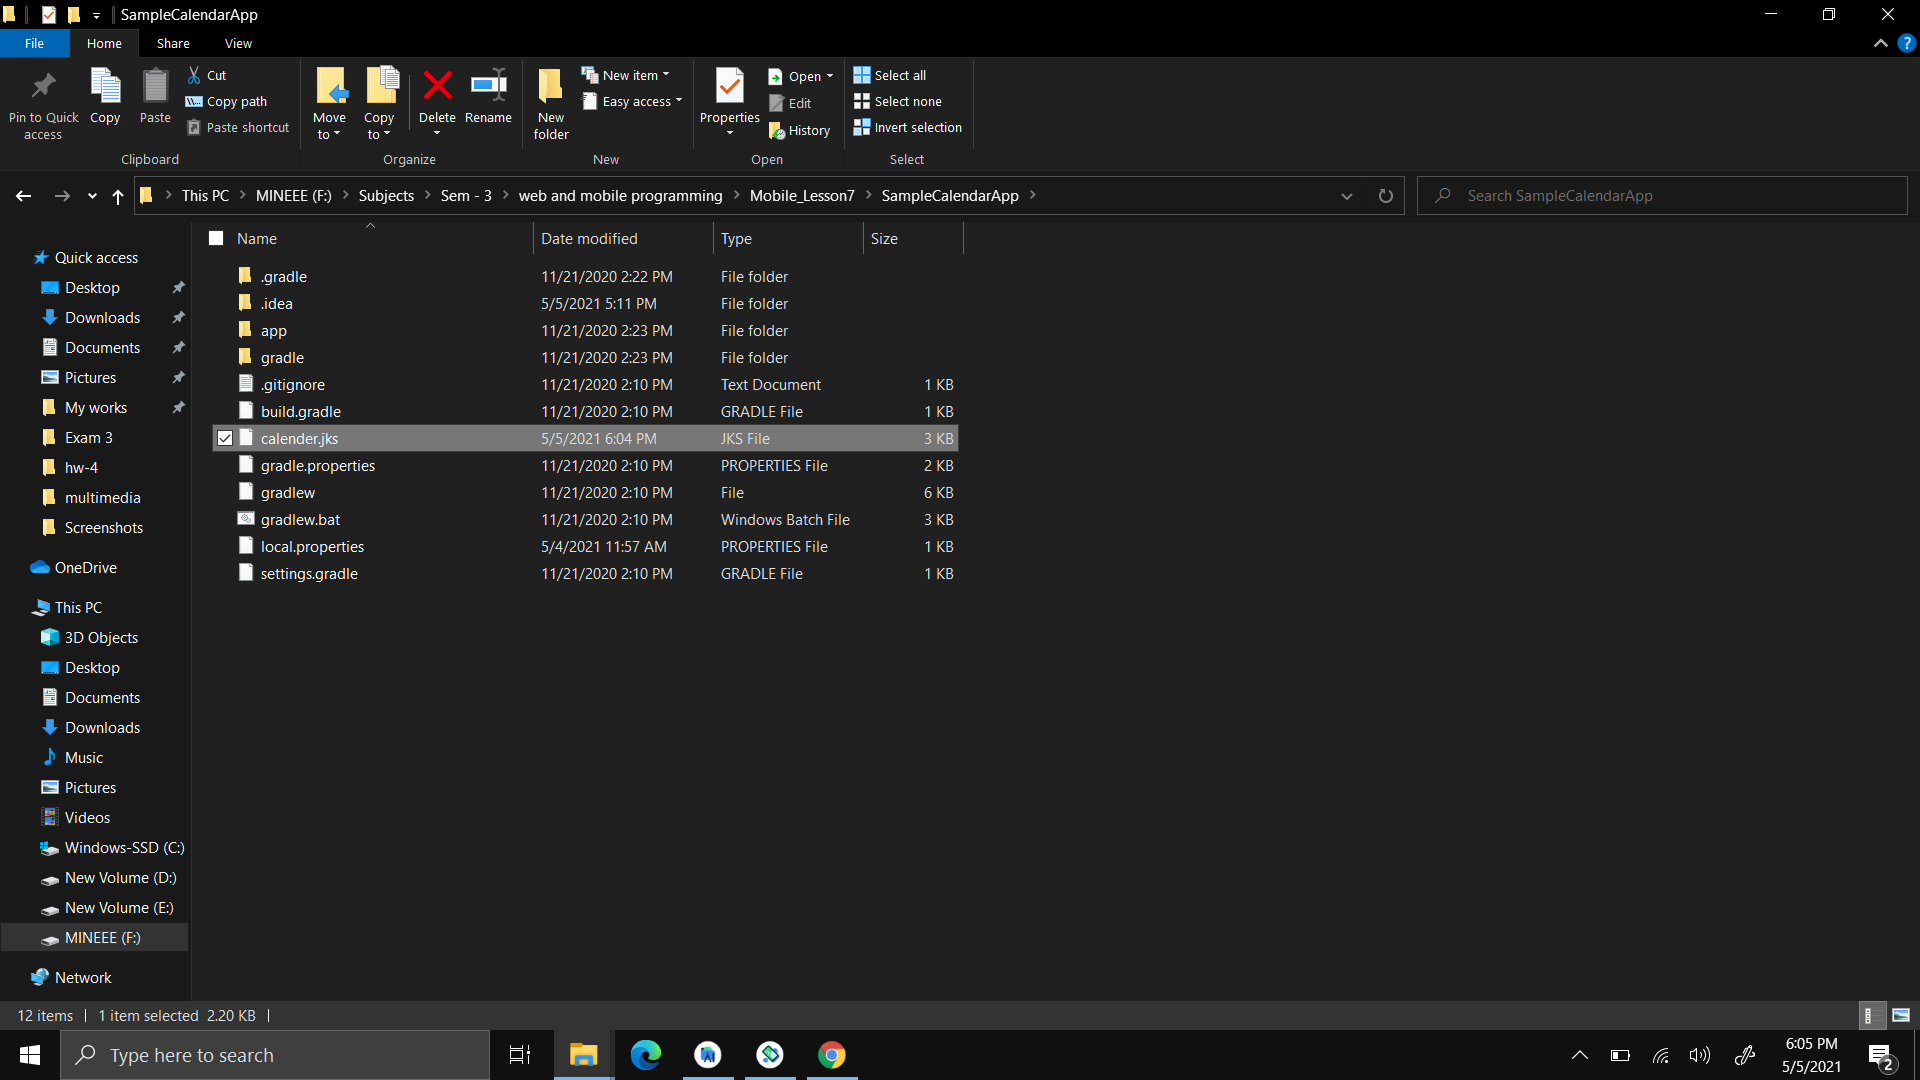 SampleCalendarApp
File Home Share View
Pin to Quick access
Copy
Paste
Cut
Copy path
Paste shortcut
Move to
Copy to
Delete
Rename
New folder
New item
Easy access
Properties
Open
Edit
History
Select all
Select none
Invert selection
Clipboard Organize New Open Select
This PC MINEEE (F:) Subjects Sem - 3 web and mobile programming Mobile_Lesson7 SampleCalendarApp
Search SampleCalendarApp
Quick access
Desktop
Downloads
Documents
Pictures
My works
Exam 3
hw-4
multimedia
Screenshots
OneDrive
This PC
3D Objects
Desktop
Documents
Downloads
Music
Pictures
Videos
Windows-SSD (C:)
New Volume (D:)
New Volume (E:)
MINEEE (F:)
Network
Name Date modified Type Size
.gradle 11/21/2020 2:22 PM File folder
.idea 5/5/2021 5:11 PM File folder
app 11/21/2020 2:23 PM File folder
gradle 11/21/2020 2:23 PM File folder
.gitignore 11/21/2020 2:10 PM Text Document 1 KB
build.gradle 11/21/2020 2:10 PM GRADLE File 1 KB
calender.jks 5/5/2021 6:04 PM JKS File 3 KB
gradle.properties 11/21/2020 2:10 PM PROPERTIES File 2 KB
gradlew 11/21/2020 2:10 PM File 6 KB
gradlew.bat 11/21/2020 2:10 PM Windows Batch File 3 KB
local.properties 5/4/2021 11:57 AM PROPERTIES File 1 KB
settings.gradle 11/21/2020 2:10 PM GRADLE File 1 KB
12 items 1 item selected 2.20 KB
Type here to search
6:05 PM
5/5/2021
2